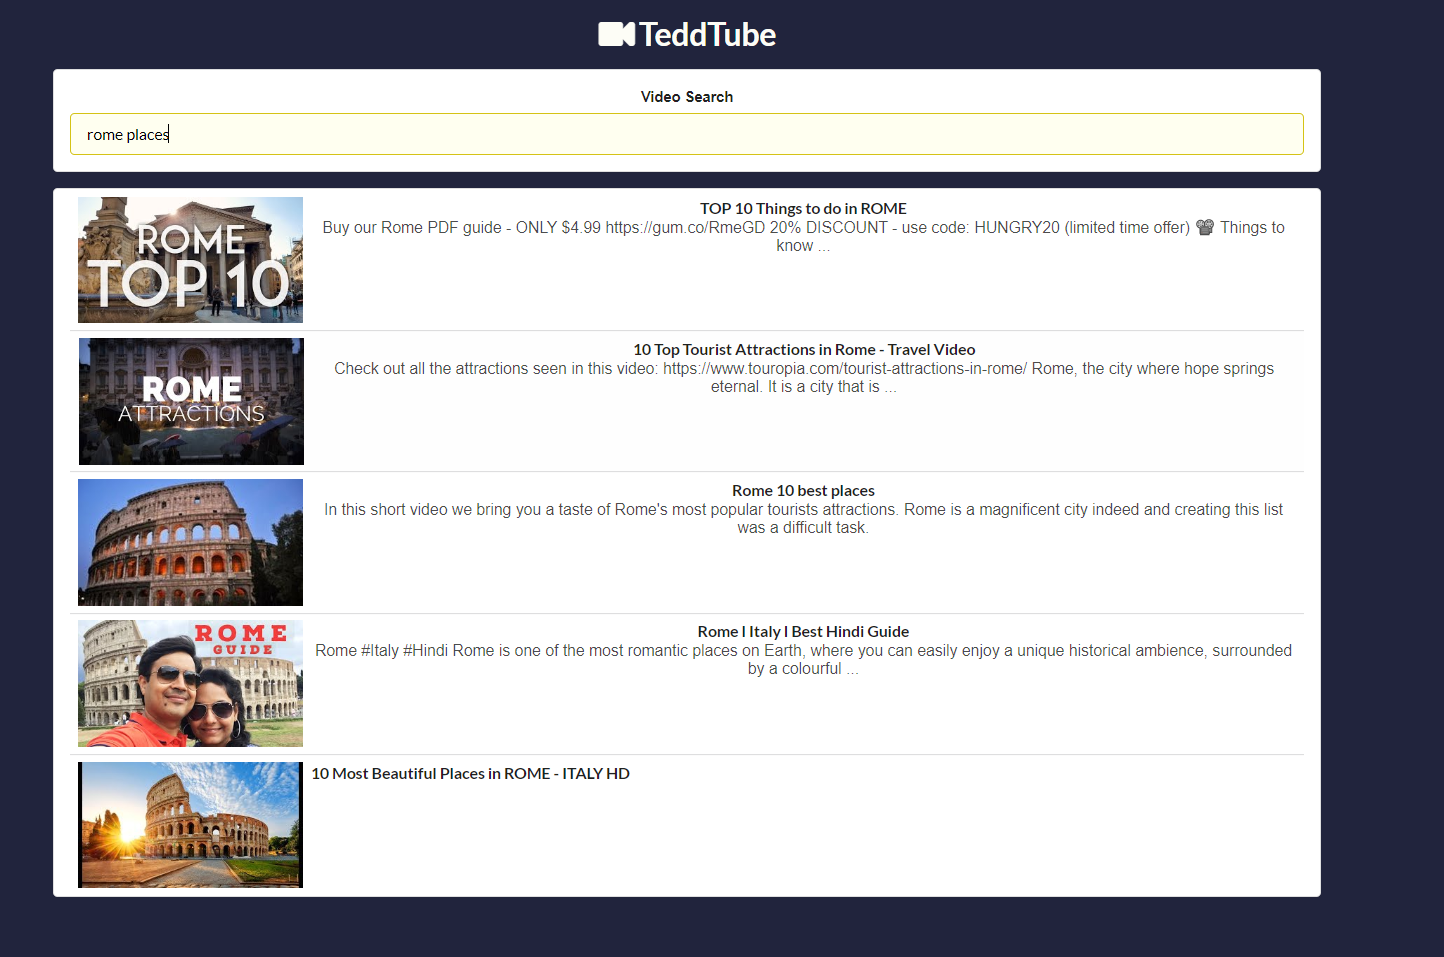 TeddTube
Video Search
rome places
ROME
TOP 10
TOP 10 Things to do in ROME
Buy our Rome PDF guide - ONLY $4.99 https://gum.co/RmeGD 20% DISCOUNT - use code: HUNGRY20 (limited time offer) 📽 Things to
know ...
ROME
ATTRACTIONS
10 Top Tourist Attractions in Rome - Travel Video
Check out all the attractions seen in this video: https://www.touropia.com/tourist-attractions-in-rome/ Rome, the city where hope springs
eternal. It is a city that is ...
Rome 10 best places
In this short video we bring you a taste of Rome's most popular tourists attractions. Rome is a magnificent city indeed and creating this list
was a difficult task.
ROME
GUIDE
Rome I Italy I Best Hindi Guide
Rome #Italy #Hindi Rome is one of the most romantic places on Earth, where you can easily enjoy a unique historical ambience, surrounded
by a colourful ...
10 Most Beautiful Places in ROME - ITALY HD